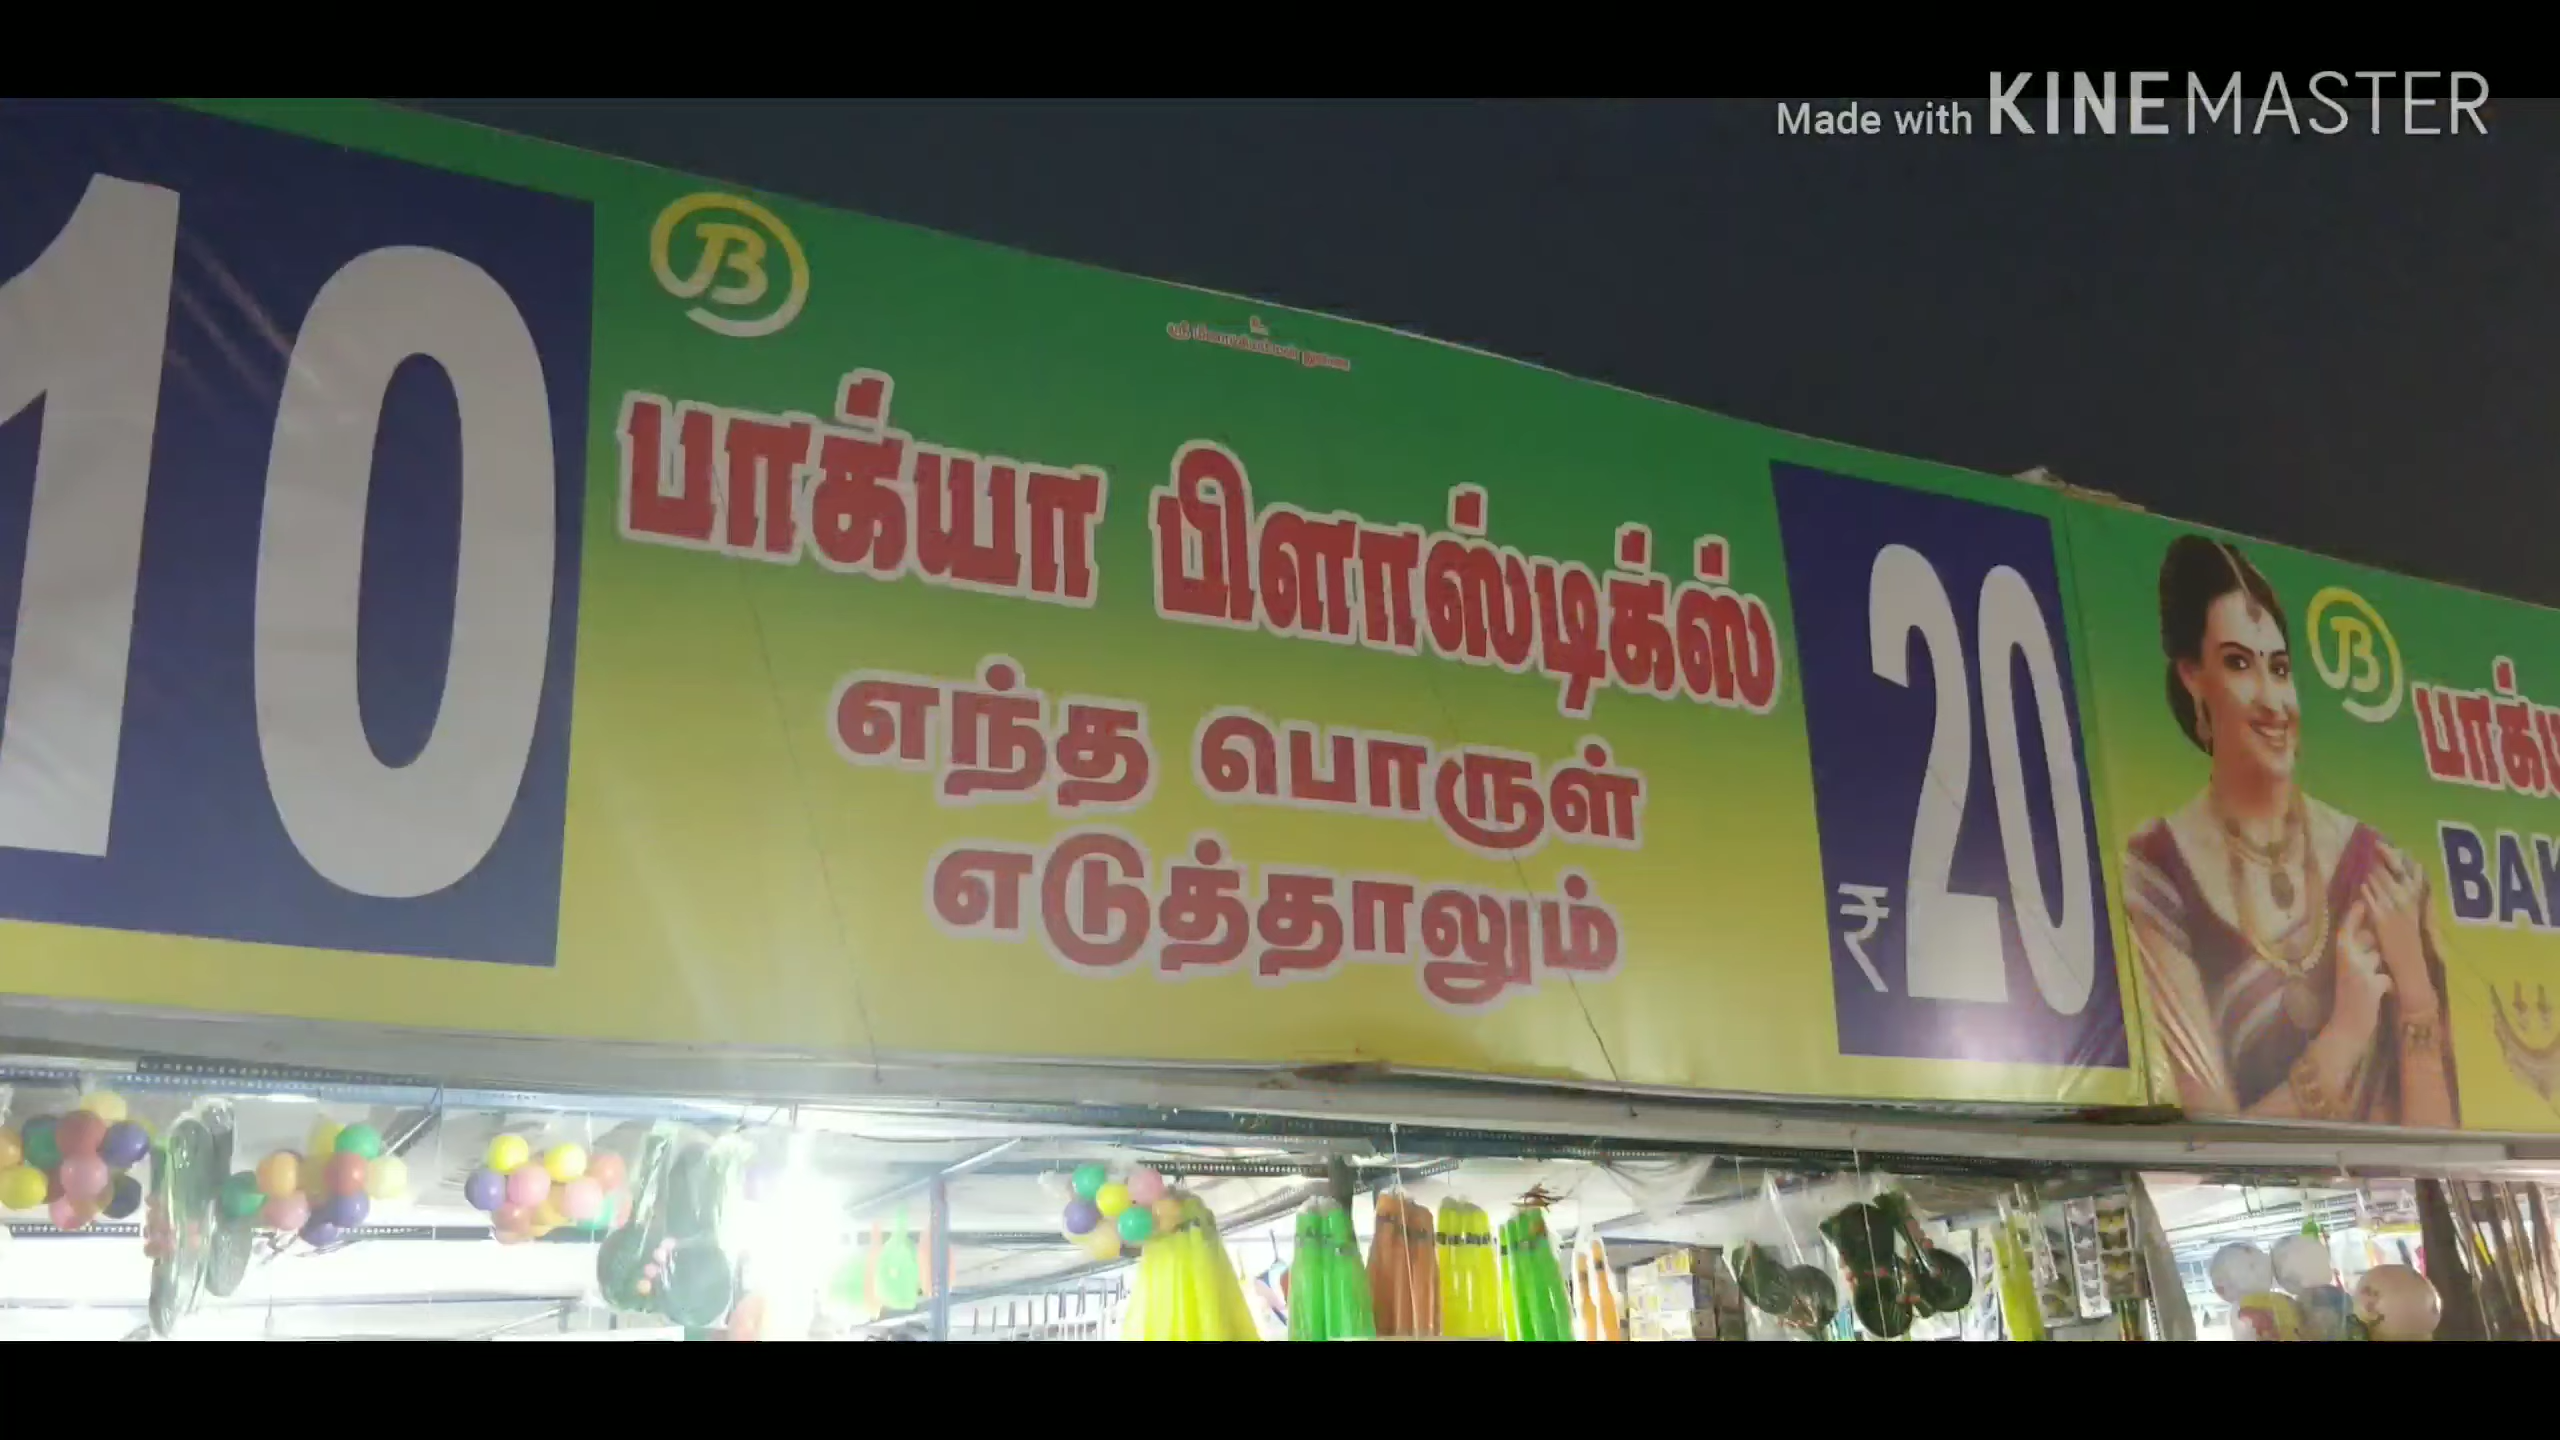 Made with KINEMASTER
10
B
உ
ஸ்ரீ துணை
பாக்யா பிளாஸ்டிக்ஸ்
எந்த பொருள்
எடுத்தாலும்
₹20
B